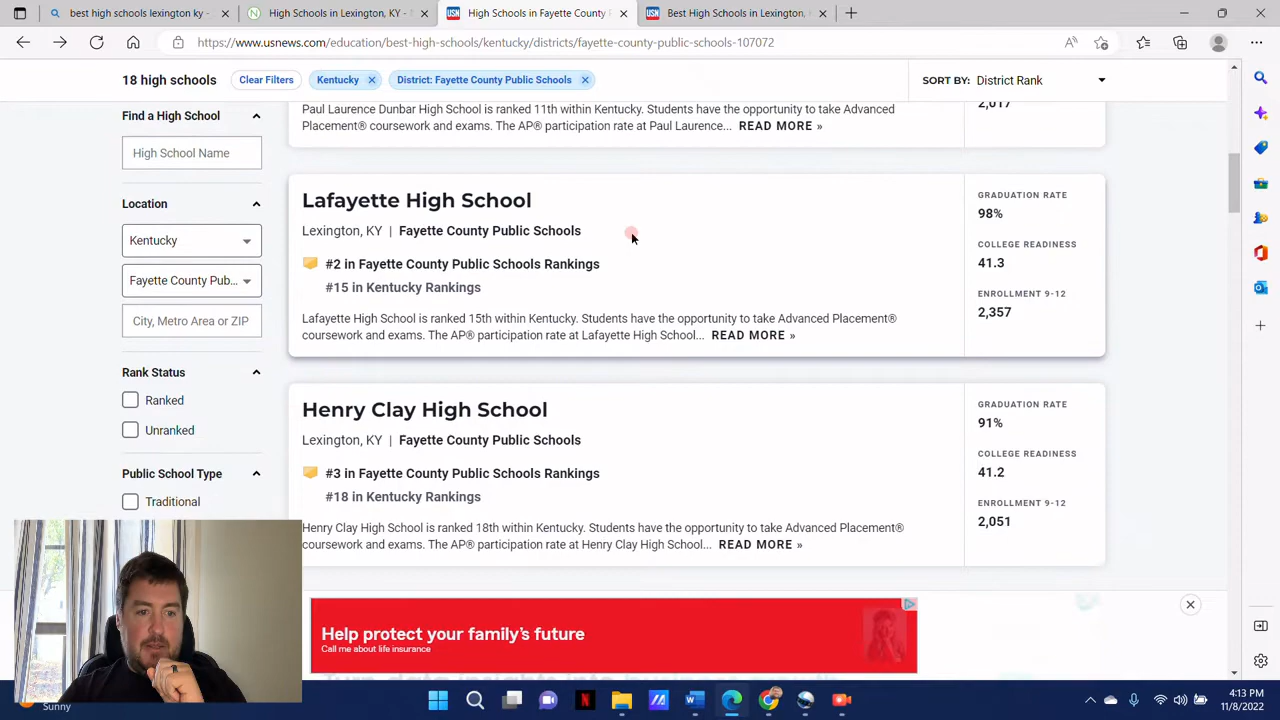 best high schools lexington ky -
High Schools in Lexington, KY -
High Schools in Fayette County
Best High Schools in Lexington,
https://www.usnews.com/education/best-high-schools/kentucky/districts/fayette-county-public-schools-107072
18 high schools
Clear Filters
Kentucky
District: Fayette County Public Schools
SORT BY: District Rank
Find a High School
High School Name
Location
Kentucky
Fayette County Pub...
City, Metro Area or ZIP
Rank Status
Ranked
Unranked
Public School Type
Traditional
Paul Laurence Dunbar High School is ranked 11th within Kentucky. Students have the opportunity to take Advanced
Placement® coursework and exams. The AP® participation rate at Paul Laurence... READ MORE »
2,017
Lafayette High School
Lexington, KY | Fayette County Public Schools
#2 in Fayette County Public Schools Rankings
#15 in Kentucky Rankings
Lafayette High School is ranked 15th within Kentucky. Students have the opportunity to take Advanced Placement®
coursework and exams. The AP® participation rate at Lafayette High School... READ MORE »
GRADUATION RATE
98%
COLLEGE READINESS
41.3
ENROLLMENT 9-12
2,357
Henry Clay High School
Lexington, KY | Fayette County Public Schools
#3 in Fayette County Public Schools Rankings
#18 in Kentucky Rankings
Henry Clay High School is ranked 18th within Kentucky. Students have the opportunity to take Advanced Placement®
coursework and exams. The AP® participation rate at Henry Clay High School... READ MORE »
GRADUATION RATE
91%
COLLEGE READINESS
41.2
ENROLLMENT 9-12
2,051
Help protect your family's future
Call me about life insurance
Sunny
4:13 PM
11/8/2022